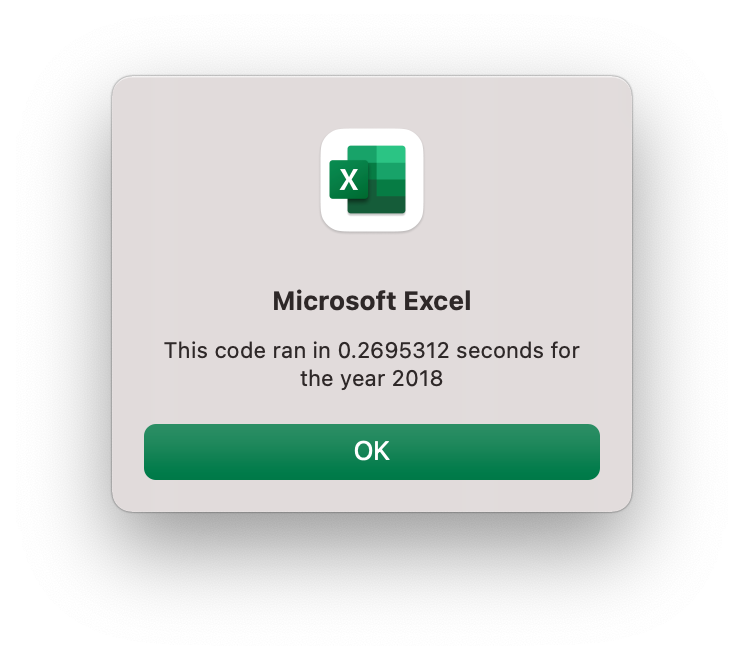 X
Microsoft Excel
This code ran in 0.2695312 seconds for
the year 2018
OK